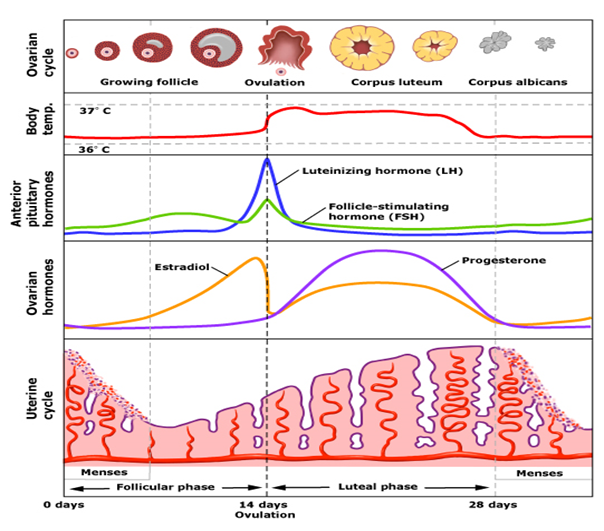 Ovarian
cycle
Growing follicle
Ovulation
Corpus luteum
Corpus albicans
Body
temp.
37° C
36° C
Anterior
pituitary
hormones
Luteinizing hormone (LH)
Follicle-stimulating
hormone (FSH)
Ovarian
hormones
Estradiol
Progesterone
Uterine
cycle
Menses
Menses
Follicular phase
Luteal phase
0 days
14 days
Ovulation
28 days